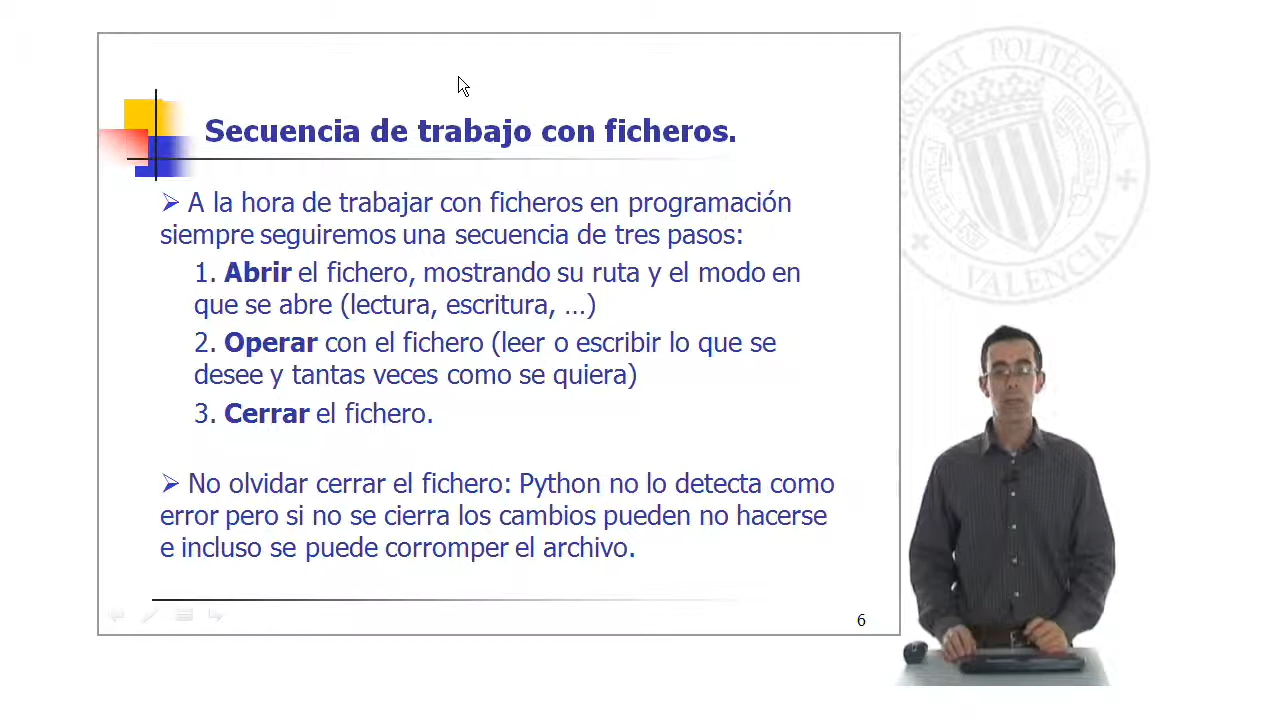 Secuencia de trabajo con ficheros.
➢ A la hora de trabajar con ficheros en programación
siempre seguiremos una secuencia de tres pasos:
1. Abrir el fichero, mostrando su ruta y el modo en
que se abre (lectura, escritura, ...)
2. Operar con el fichero (leer o escribir lo que se
desee y tantas veces como se quiera)
3. Cerrar el fichero.
➢ No olvidar cerrar el fichero: Python no lo detecta como
error pero si no se cierra los cambios pueden no hacerse
e incluso se puede corromper el archivo.
6
POLITÈCNICA
VALÈNCIA